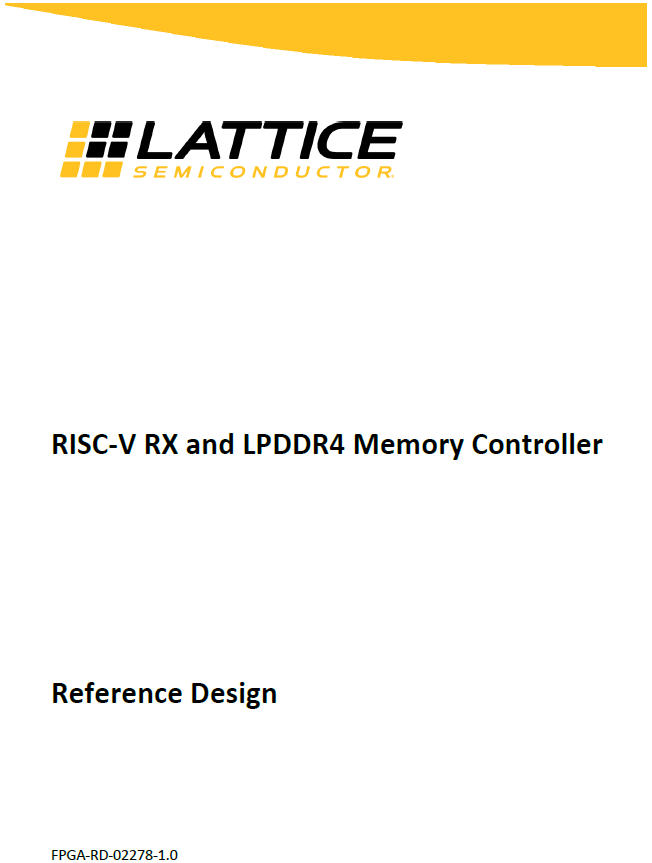 LATTICE
SEMICONDUCTOR
RISC-V RX and LPDDR4 Memory Controller
Reference Design
FPGA-RD-02278-1.0